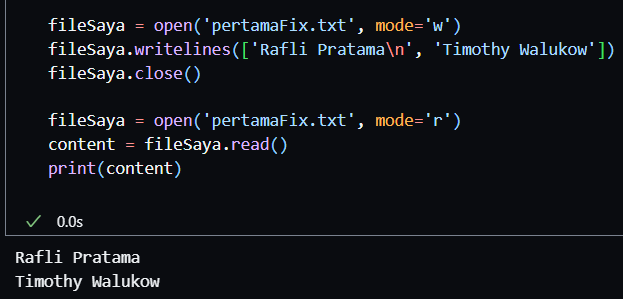 fileSaya = open('pertamaFix.txt', mode='w')
fileSaya.writelines(['Rafli Pratama\n', 'Timothy Walukow'])
fileSaya.close()
fileSaya = open('pertamaFix.txt', mode='r')
content = fileSaya.read()
print(content)
0.0s
Rafli Pratama
Timothy Walukow